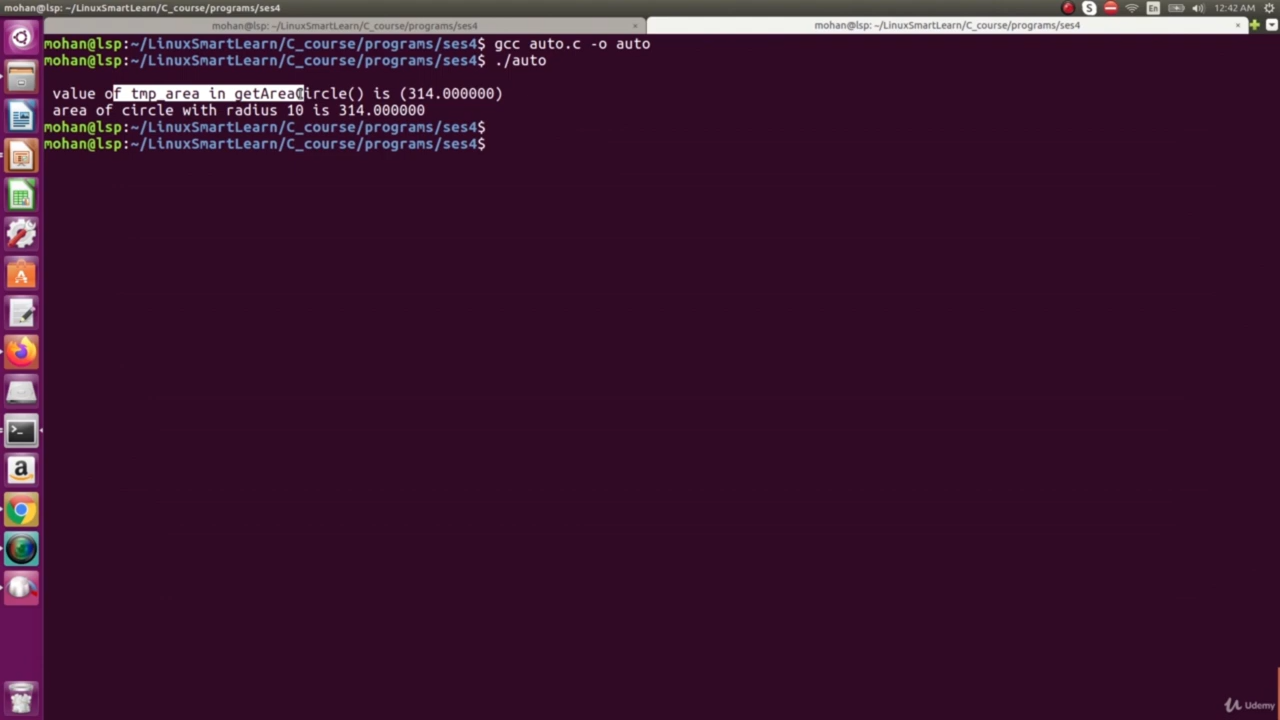 mohan@lsp: ~/LinuxSmartLearn/C_course/programs/ses4
S En 12:42 AM
mohan@lsp: ~/LinuxSmartLearn/C_course/programs/ses4 × mohan@lsp: ~/LinuxSmartLearn/C_course/programs/ses4 ×
mohan@lsp:~/LinuxSmartLearn/C_course/programs/ses4$ gcc auto.c -o auto
mohan@lsp:~/LinuxSmartLearn/C_course/programs/ses4$ ./auto
value of tmp_area in getAreaCircle() is (314.000000)
area of circle with radius 10 is 314.000000
mohan@lsp:~/LinuxSmartLearn/C_course/programs/ses4$
mohan@lsp:~/LinuxSmartLearn/C_course/programs/ses4$
Udemy